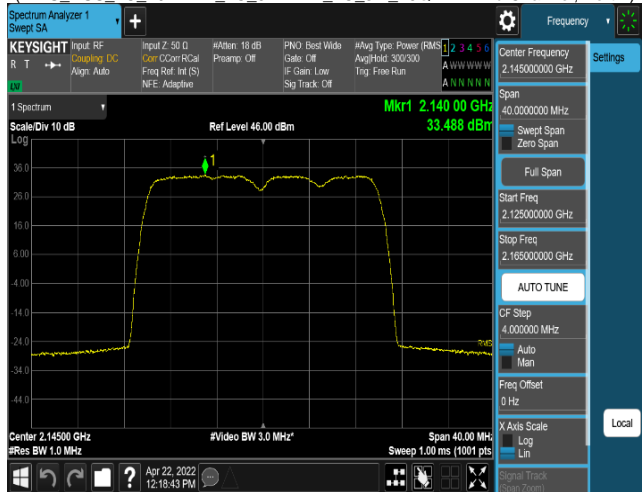 Spectrum Analyzer 1
Swept SA
Frequency
KEYSIGHT
R T
Input: RF
Coupling: DC
Align: Auto
Input Z: 50 Ω
Corr CCorr RCal
Freq Ref: Int (S)
NFE: Adaptive
#Atten: 18 dB
Preamp: Off
PNO: Best Wide
Gate: Off
IF Gain: Low
Sig Track: Off
#Avg Type: Power (RMS
Avg|Hold: 300/300
Trig: Free Run
1 2 3 4 5 6
A W W W W W
A N N N N N
1 Spectrum
Scale/Div 10 dB
Log
Ref Level 46.00 dBm
Mkr1 2.140 00 GHz
33.488 dBm
1
36.0
26.0
16.0
6.00
-4.00
-14.0
-24.0
-34.0
-44.0
RMS
Center 2.14500 GHz
#Res BW 1.0 MHz
#Video BW 3.0 MHz*
Span 40.00 MHz
Sweep 1.00 ms (1001 pts)
Apr 22, 2022
12:18:43 PM
Center Frequency
2.145000000 GHz
Settings
Span
40.0000000 MHz
Swept Span
Zero Span
Full Span
Start Freq
2.125000000 GHz
Stop Freq
2.165000000 GHz
AUTO TUNE
CF Step
4.000000 MHz
Auto
Man
Freq Offset
0 Hz
X Axis Scale
Log
Lin
Local
Signal Track
(Span Zoom)